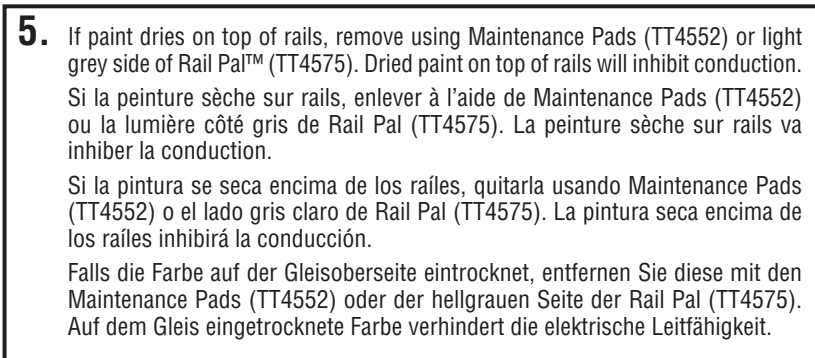 5. If paint dries on top of rails, remove using Maintenance Pads (TT4552) or light
grey side of Rail Pal™ (TT4575). Dried paint on top of rails will inhibit conduction.
Si la peinture sèche sur rails, enlever à l’aide de Maintenance Pads (TT4552)
ou la lumière côté gris de Rail Pal (TT4575). La peinture sèche sur rails va
inhiber la conduction.
Si la pintura se seca encima de los raíles, quitarla usando Maintenance Pads
(TT4552) o el lado gris claro de Rail Pal (TT4575). La pintura seca encima de
los raíles inhibirá la conducción.
Falls die Farbe auf der Gleisoberseite eintrocknet, entfernen Sie diese mit den
Maintenance Pads (TT4552) oder der hellgrauen Seite der Rail Pal (TT4575).
Auf dem Gleis eingetrocknete Farbe verhindert die elektrische Leitfähigkeit.